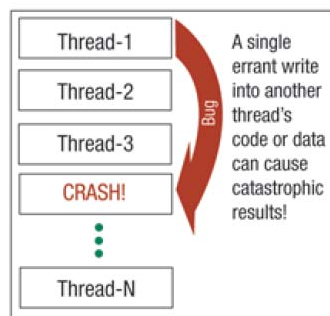 Thread-1
Thread-2
Thread-3
CRASH!
Thread-N
Bug
A single
errant write
into another
thread's
code or data
can cause
catastrophic
results!